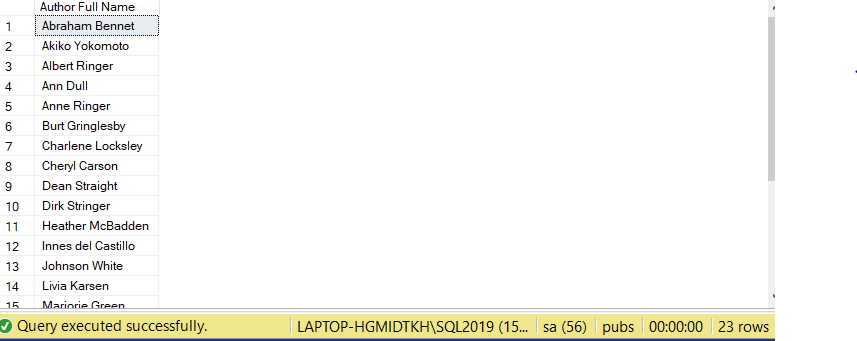 Author Full Name
1 Abraham Bennet
2 Akiko Yokomoto
3 Albert Ringer
4 Ann Dull
5 Anne Ringer
6 Burt Gringlesby
7 Charlene Locksley
8 Cheryl Carson
9 Dean Straight
10 Dirk Stringer
11 Heather McBadden
12 Innes del Castillo
13 Johnson White
14 Livia Karsen
15 Marjorie Green
Query executed successfully. LAPTOP-HGMIDTKH\SQL2019 (15... sa (56) pubs 00:00:00 23 rows